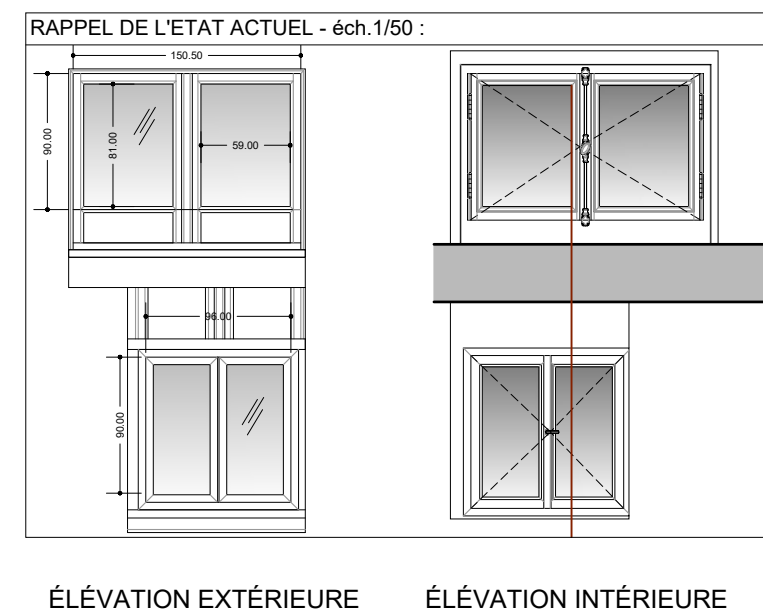 RAPPEL DE L'ETAT ACTUEL - éch.1/50 :
150.50
90.00
81.00
59.00
96.00
90.00
ÉLÉVATION EXTÉRIEURE
ÉLÉVATION INTÉRIEURE